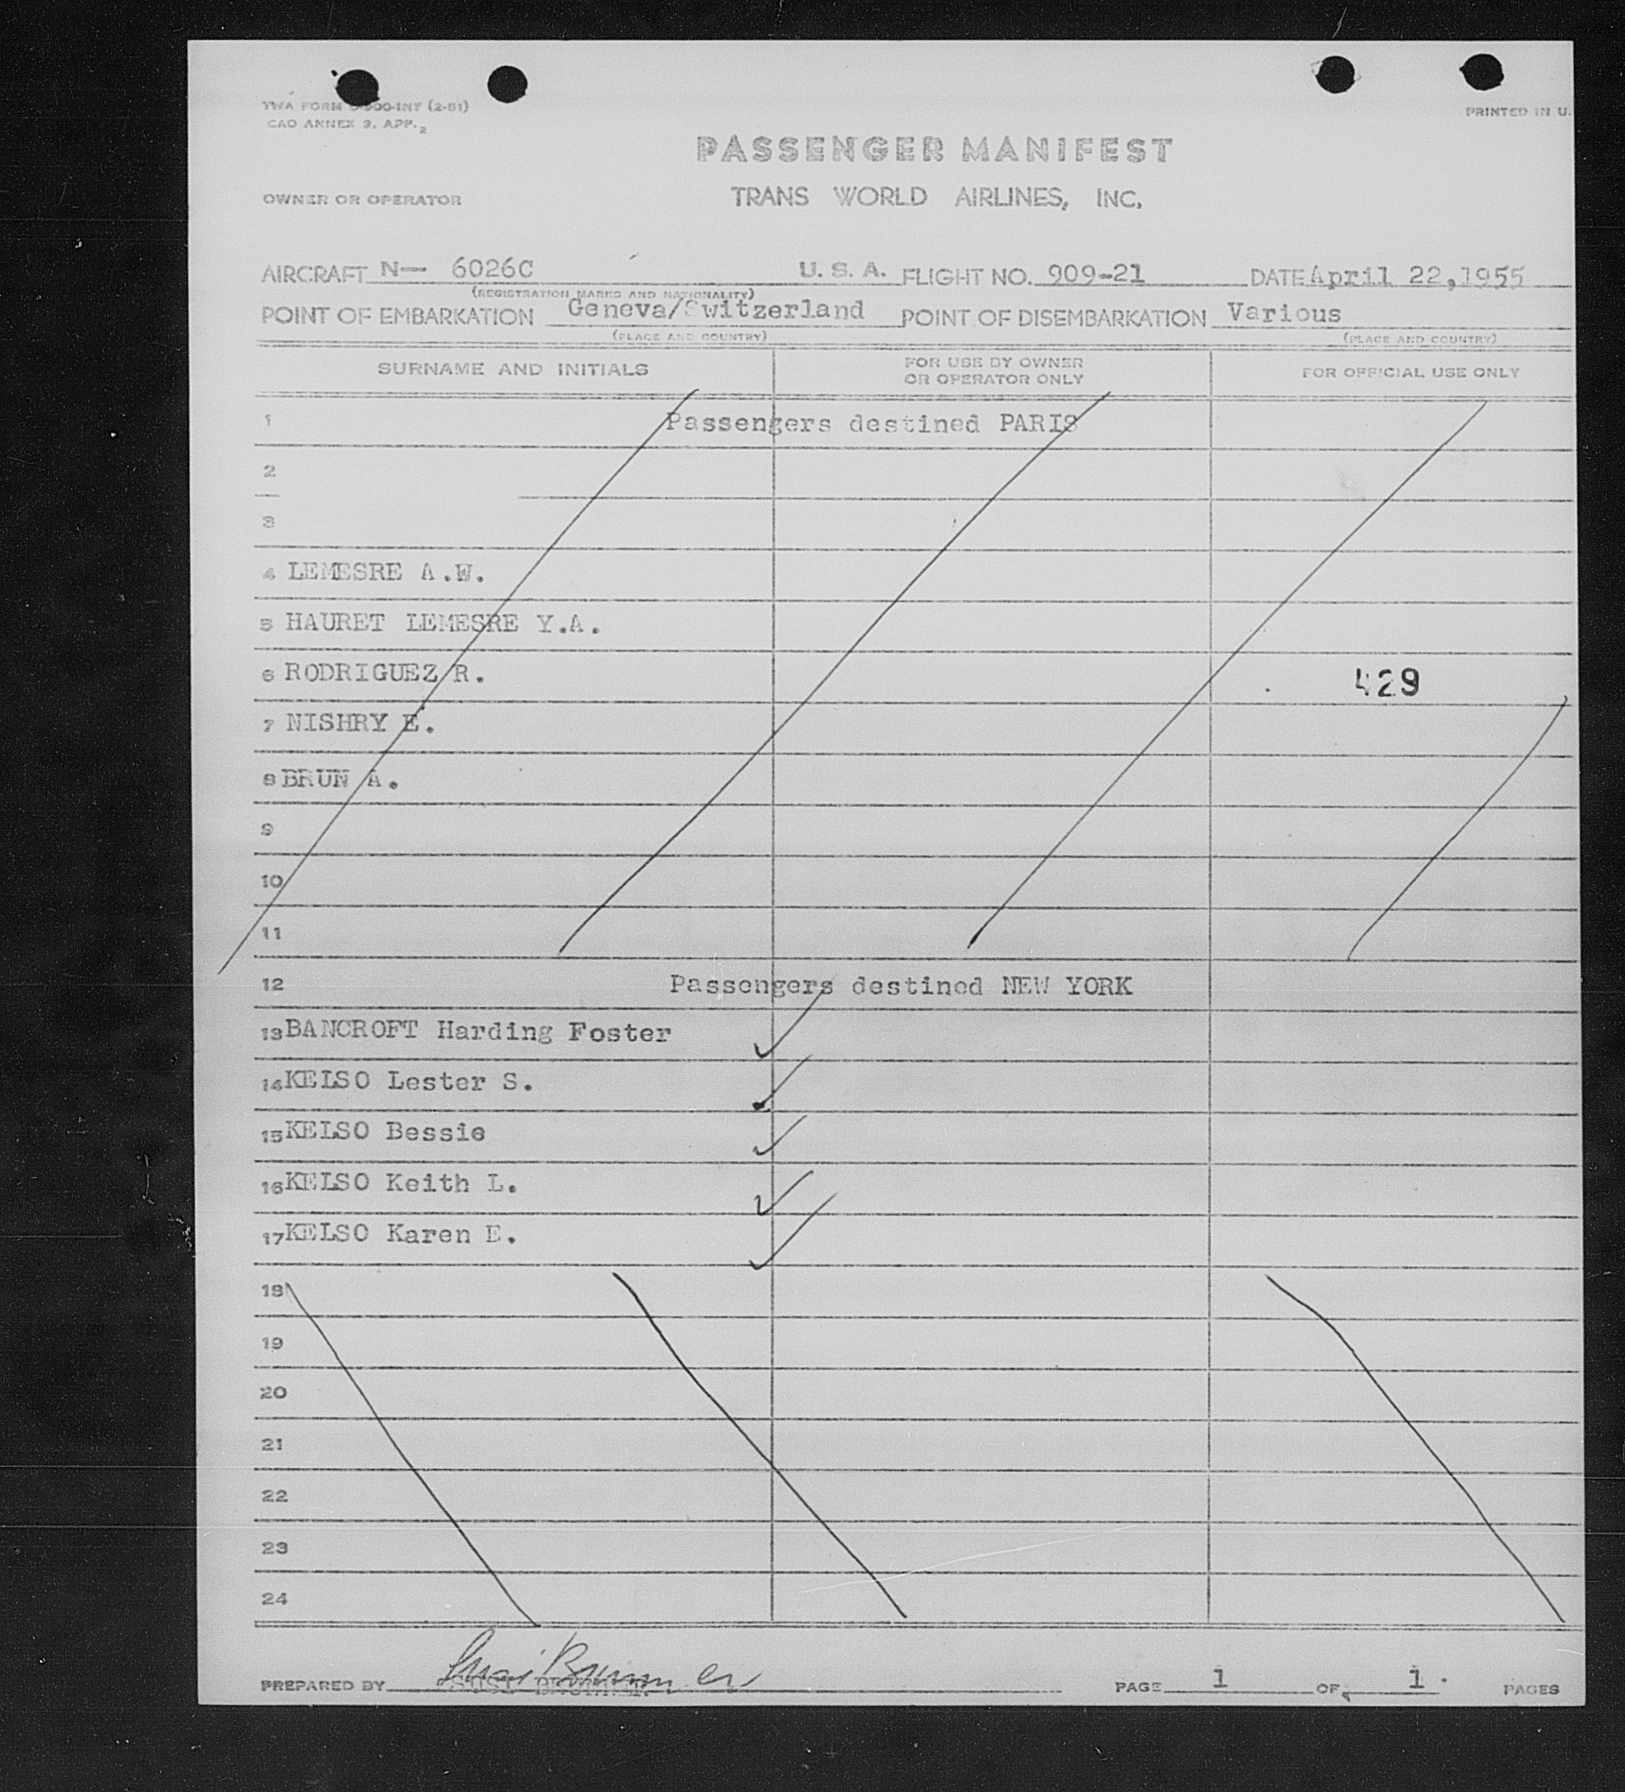 TWA FORM
CAO ANNEX 9, APP. 2
PRINTED IN U.
PASSENGER MANIFEST
OWNER OR OPERATOR TRANS WORLD AIRLINES, INC.
AIRCRAFT N— 6026C U. S. A. FLIGHT NO. 909-21 DATE April 22,1955
(REGISTRATION MARKS AND NATIONALITY)
POINT OF EMBARKATION Geneva/Switzerland POINT OF DISEMBARKATION Various
(PLACE AND COUNTRY) (PLACE AND COUNTRY)
SURNAME AND INITIALS FOR USE BY OWNER OR OPERATOR ONLY FOR OFFICIAL USE ONLY
1 Passengers destined PARIS
2
3
4 LEMESRE A.W.
5 HAURET LEMESRE Y.A.
6 RODRIGUEZ R. 429
7 NISHRY E.
8 BRUN A.
9
10
11
12 Passengers destined NEW YORK
13 BANCROFT Harding Foster
14 KELSO Lester S.
15 KELSO Bessie
16 KELSO Keith L.
17 KELSO Karen E.
18
19
20
21
22
23
24
PREPARED BY PAGE 1 OF 1. PAGES